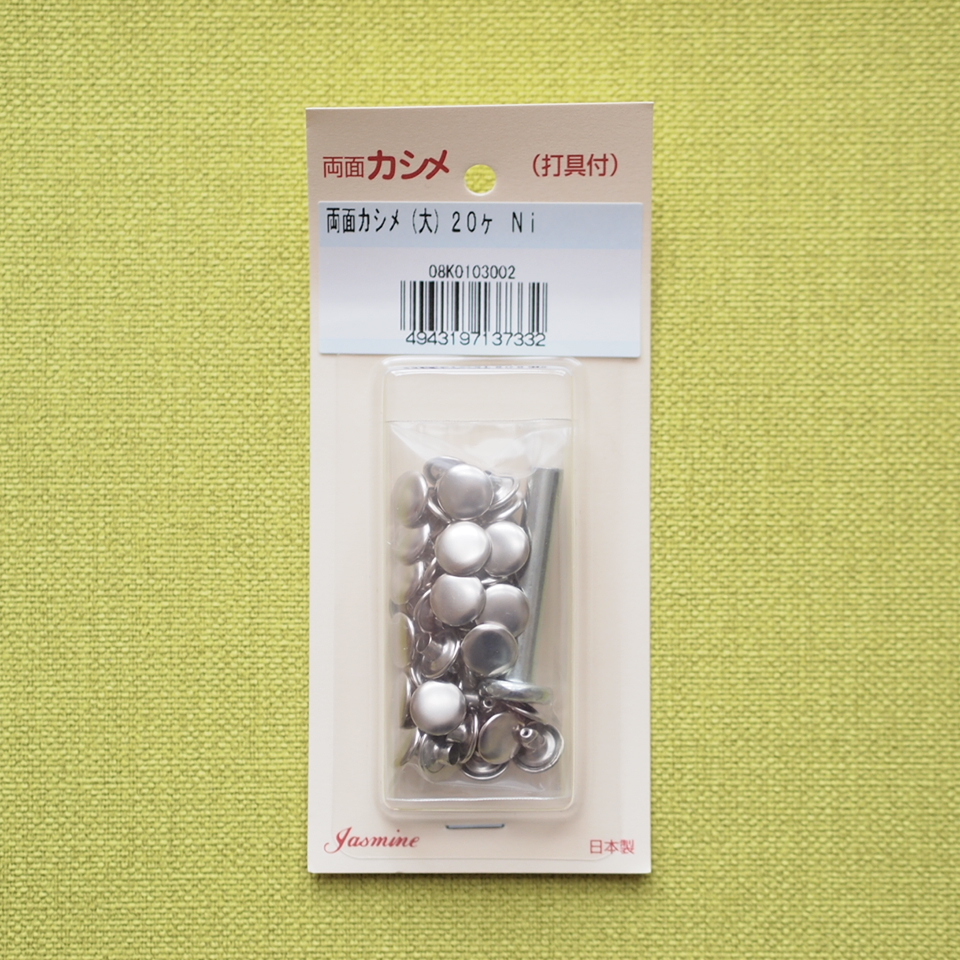 両面カシメ (打具付)
両面カシメ (大) 20ヶ Ni
08K0103002
4943197137332
Jasmine 日本製